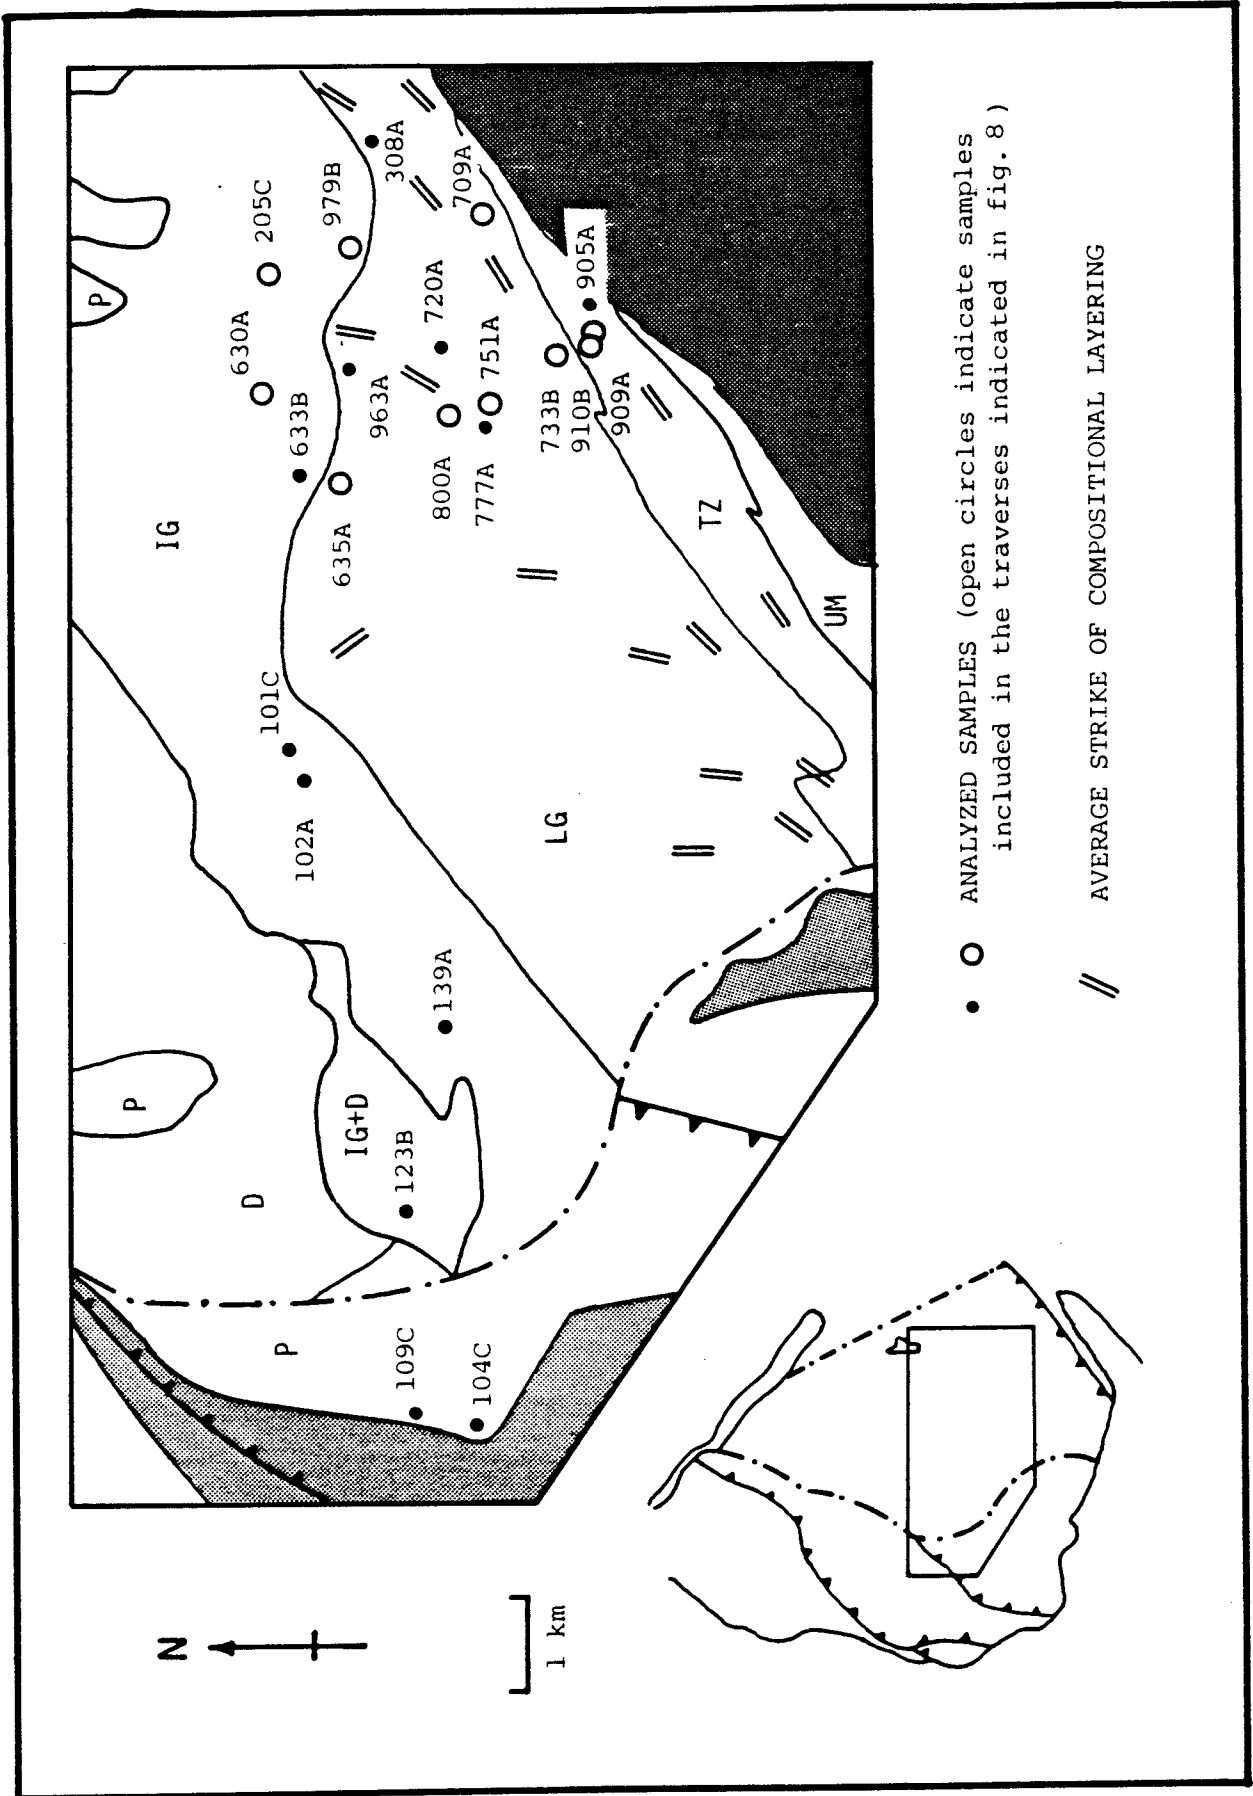 N
1 km
P
D
P
IG+D
IG
LG
TZ
UM
P
109C
104C
123B
139A
102A
101C
635A
633B
630A
205C
979B
308A
963A
720A
709A
800A
751A
777A
733B
910B
909A
905A
ANALYZED SAMPLES (open circles indicate samples
included in the traverses indicated in fig. 8)
AVERAGE STRIKE OF COMPOSITIONAL LAYERING